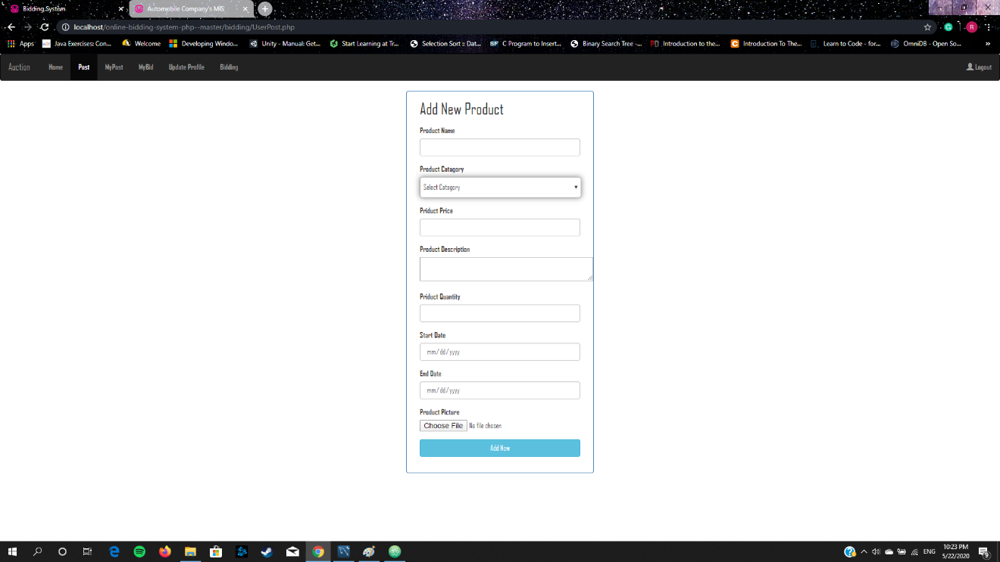 Bidding System
Automobile Company's MIS
localhost/online-bidding-system-php--master/bidding/UserPost.php
Apps
Java Exercises: Con...
Welcome
Developing Windo...
Unity - Manual: Get...
Start Learning at Tr...
Selection Sort :: Dat...
SF C Program to Insert...
Binary Search Tree -...
Introduction to the...
Introduction To The...
Learn to Code - for...
OmniDB - Open So...
»
Auction Home Post MyPost MyBid Update Profile Bidding Logout
Add New Product
Product Name
Product Catagory
Select Catagory
Priduct Price
Product Description
Priduct Quantity
Start Date
mm/dd/yyyy
End Date
mm/dd/yyyy
Product Picture
Choose File No file chosen
Add Now
ENG
10:23 PM
5/22/2020